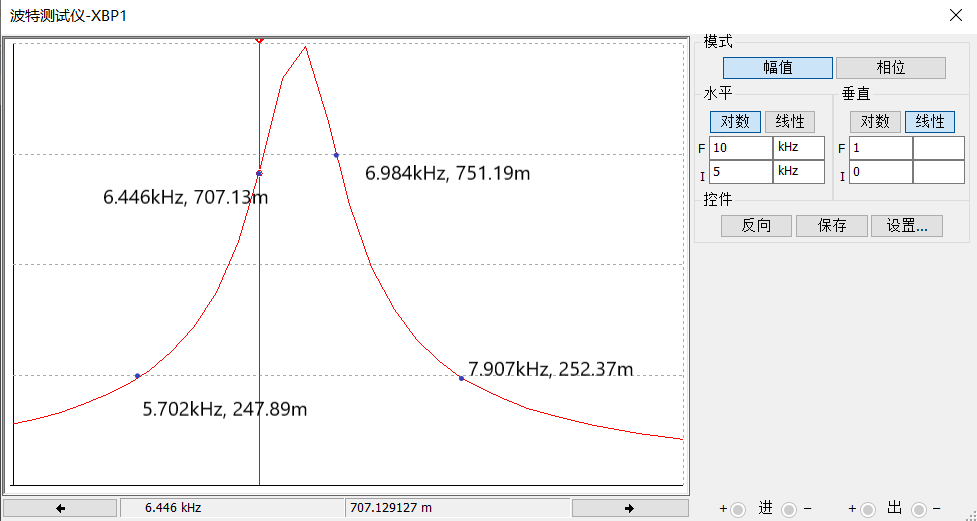 波特测试仪-XBP1
模式
幅值 相位
水平 垂直
对数 线性 对数 线性
F 10 kHz F 1
I 5 kHz I 0
控件
反向 保存 设置...
6.984kHz, 751.19m
6.446kHz, 707.13m
7.907kHz, 252.37m
5.702kHz, 247.89m
6.446 kHz 707.129127 m
+ 进 − + 出 −